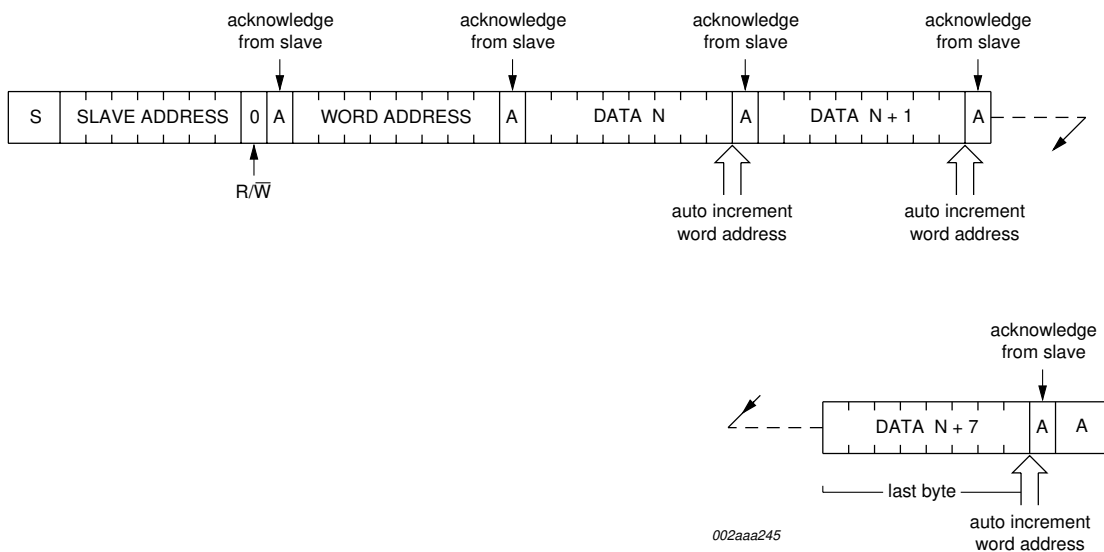 acknowledge
from slave
acknowledge
from slave
acknowledge
from slave
acknowledge
from slave
S SLAVE ADDRESS 0 A WORD ADDRESS A DATA N A DATA N + 1 A
R/W̅
auto increment
word address
auto increment
word address
acknowledge
from slave
DATA N + 7 A A
last byte
auto increment
word address
002aaa245